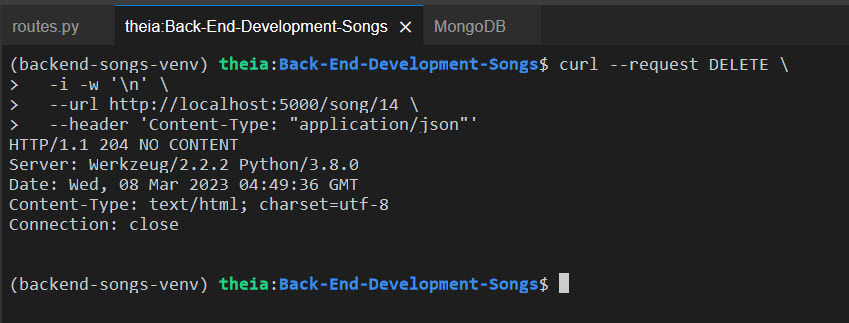 routes.py theia:Back-End-Development-Songs × MongoDB
(backend-songs-venv) theia:Back-End-Development-Songs$ curl --request DELETE \
>   -i -w '\n' \
>   --url http://localhost:5000/song/14 \
>   --header 'Content-Type: "application/json"'
HTTP/1.1 204 NO CONTENT
Server: Werkzeug/2.2.2 Python/3.8.0
Date: Wed, 08 Mar 2023 04:49:36 GMT
Content-Type: text/html; charset=utf-8
Connection: close
(backend-songs-venv) theia:Back-End-Development-Songs$